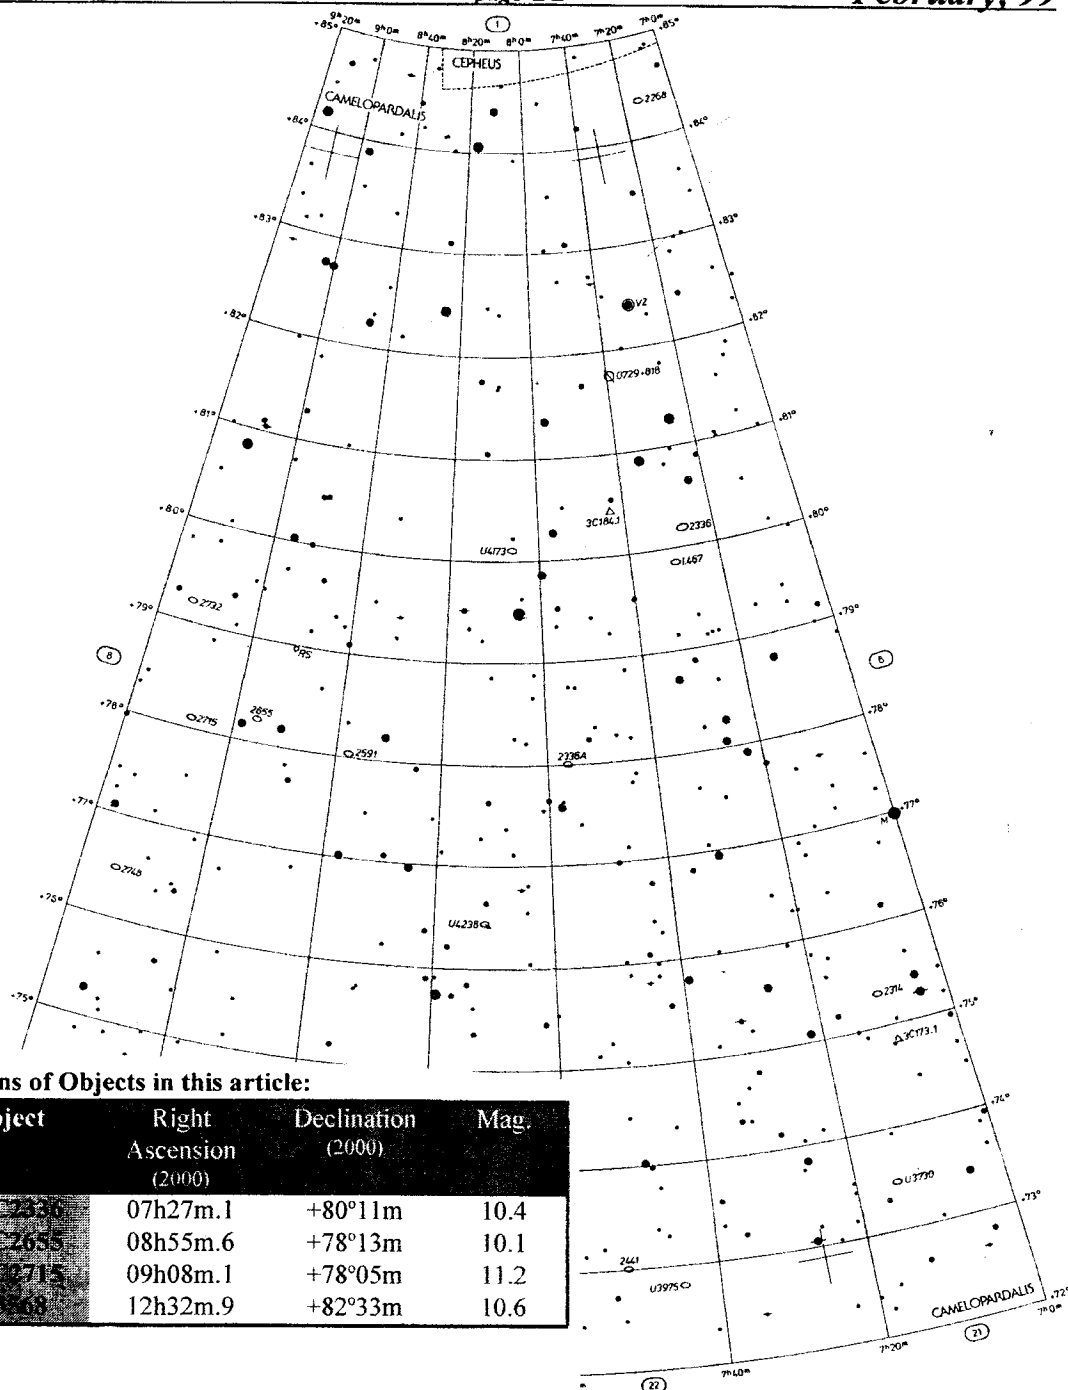 February, 99
9h20m 9h0m 8h40m 8h20m 8h0m 7h40m 7h20m 7h0m
1
+85° +85°
CEPHEUS
CAMELOPARDALIS
2268
+84° +84°
+83° +83°
V2
+82° +82°
0729+818
+81° +81°
3C184.1
2336
+80° +80°
U4173
I.467
2732
+79° +79°
RS
8 6
+78° +78°
2715 2655
2591
2336A
+77° +77°
M
2748
+76°
U4238
2314
+75° +75°
3C173.1
ns of Objects in this article:
ject Right Ascension (2000) Declination (2000) Mag.
C2336 07h27m.1 +80°11m 10.4
C2655 08h55m.6 +78°13m 10.1
C2715 09h08m.1 +78°05m 11.2
12h32m.9 +82°33m 10.6
+74°
U3730
+73°
2441
U3975
CAMELOPARDALIS
+72°
7h0m
21
7h20m
7h40m
22